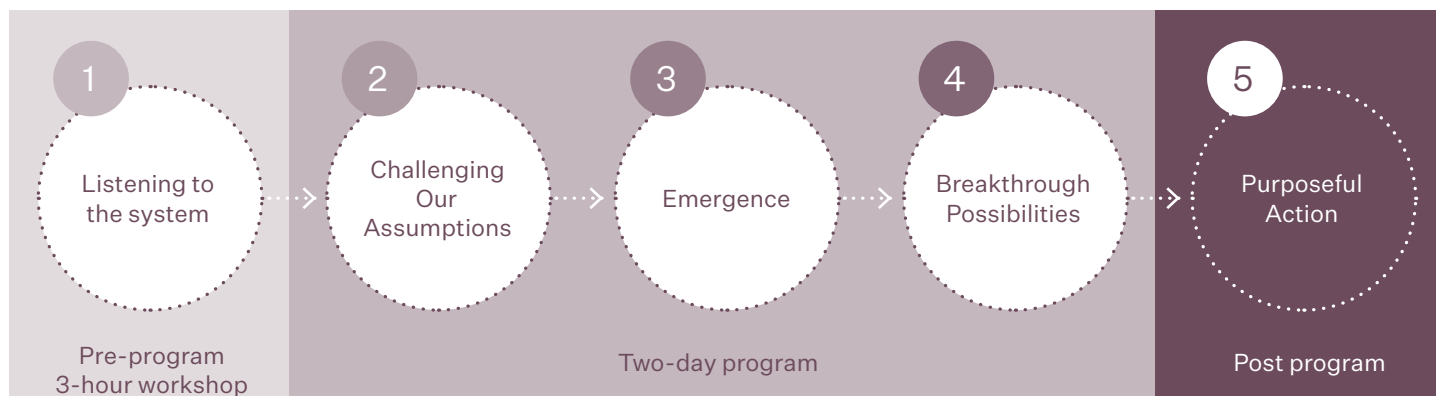 1
Listening to
the system
2
Challenging
Our
Assumptions
3
Emergence
4
Breakthrough
Possibilities
5
Purposeful
Action
Pre-program
3-hour workshop
Two-day program
Post program